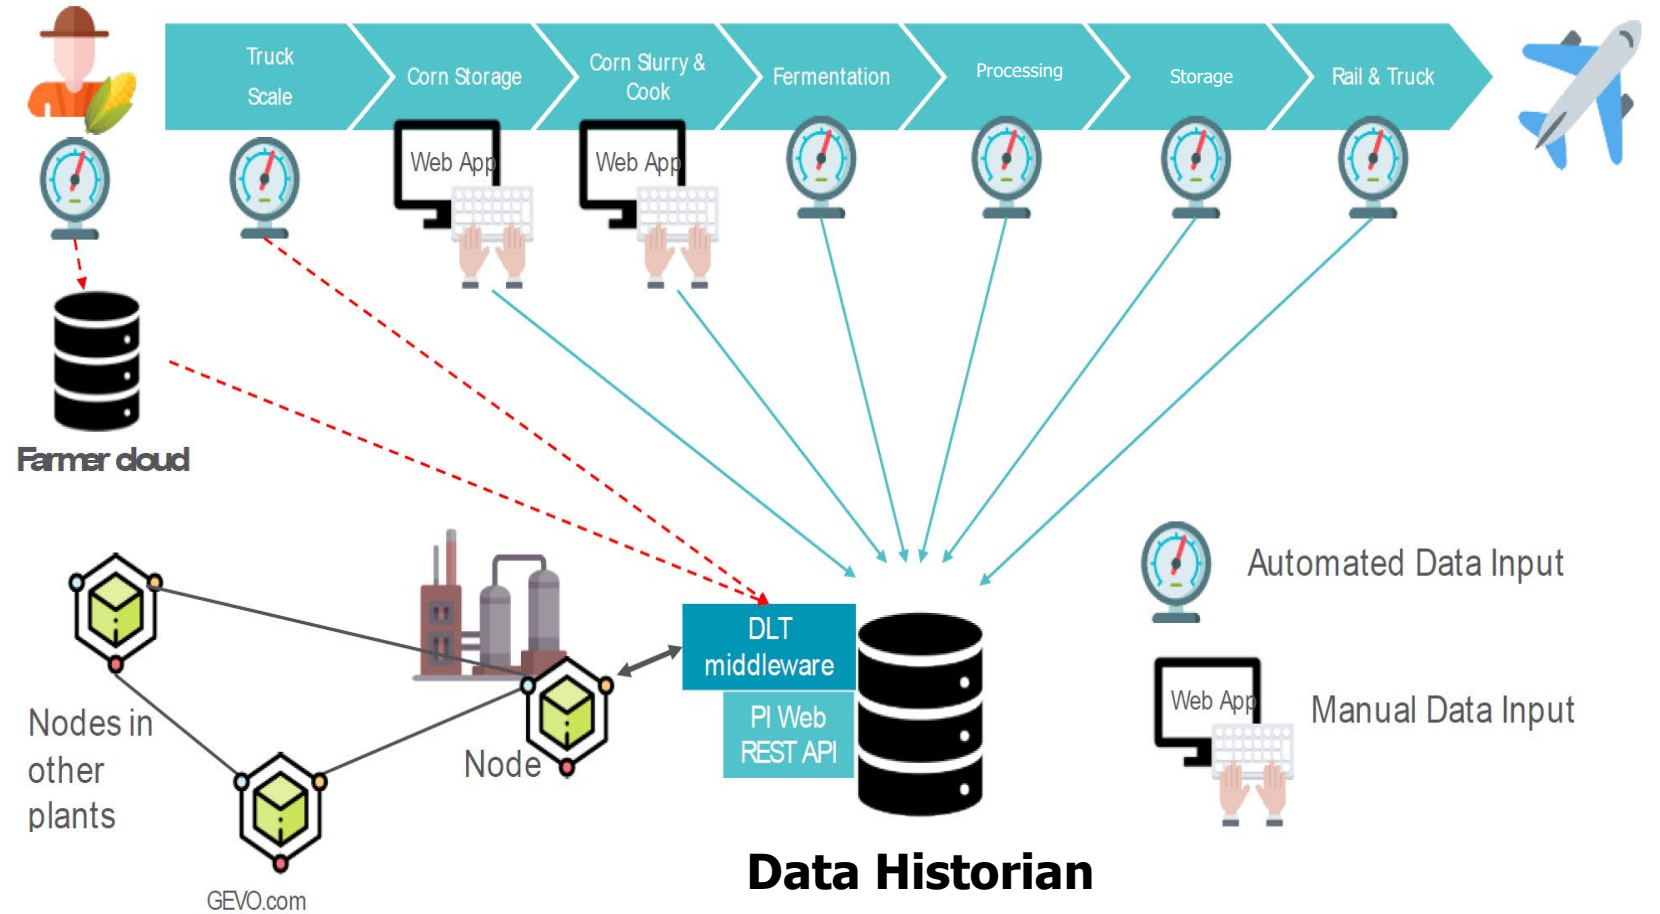 Truck
Scale
Corn Storage
Corn Slurry &
Cook
Fermentation
Processing
Storage
Rail & Truck
Web App
Web App
Farmer cloud
Automated Data Input
DLT
middleware
PI Web
REST API
Web App
Manual Data Input
Nodes in
other
plants
Node
Data Historian
GEVO.com